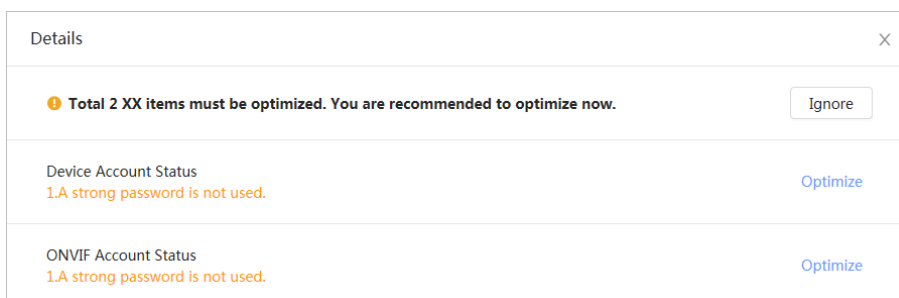 Details
Total 2 XX items must be optimized. You are recommended to optimize now.
Ignore
Device Account Status
1.A strong password is not used.
Optimize
ONVIF Account Status
1.A strong password is not used.
Optimize